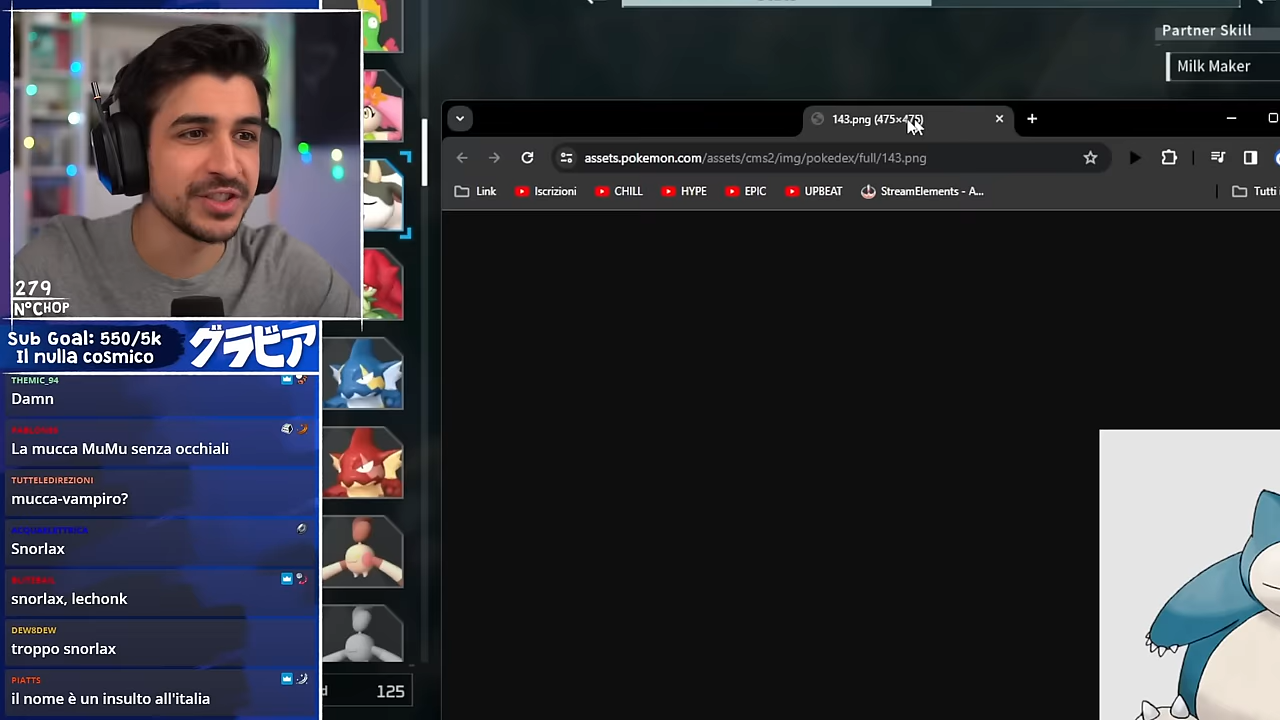 Partner Skill
Milk Maker
143.png (475×475)
assets.pokemon.com/assets/cms2/img/pokedex/full/143.png
Link
Iscrizioni
CHILL
HYPE
EPIC
UPBEAT
StreamElements - A...
Tutti
279
N°CHOP
Sub Goal: 550/5k
Il nulla cosmico
グラビア
THEMIC_94
Damn
La mucca MuMu senza occhiali
TUTTELEDIREZIONI
mucca-vampiro?
Snorlax
snorlax, lechonk
DEW8DEW
troppo snorlax
PIATTS
il nome è un insulto all'italia
125